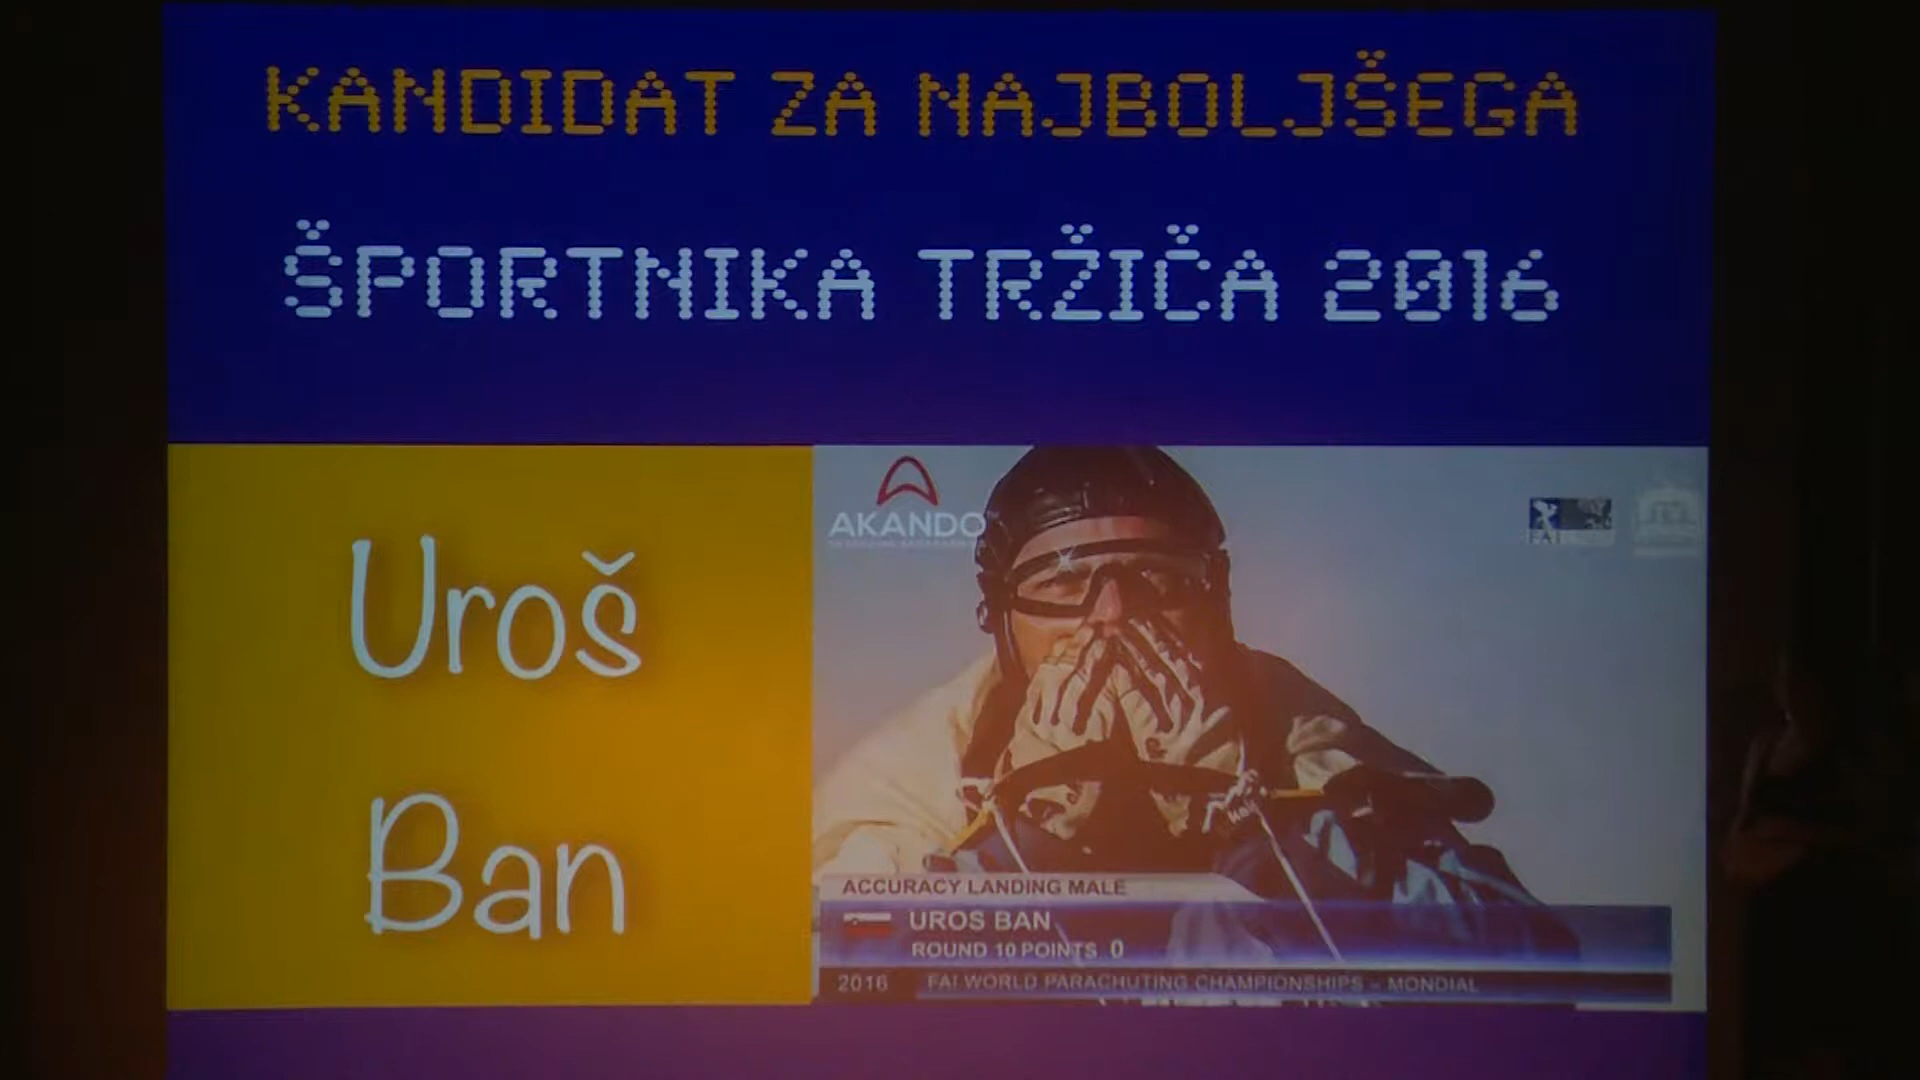 KANDIDAT ZA NAJBOLJŠEGA
ŠPORTNIKA TRŽIČA 2016
Uroš
Ban
AKANDO
FAI
ACCURACY LANDING MALE
UROS BAN
ROUND 10 POINTS 0
2016 FAI WORLD PARACHUTING CHAMPIONSHIPS - MONDIAL